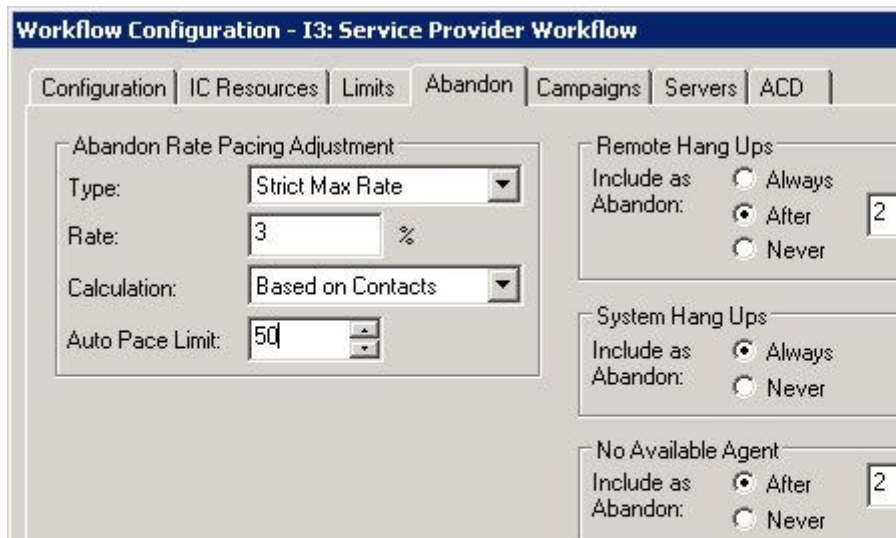 Workflow Configuration - I3: Service Provider Workflow
Configuration IC Resources Limits Abandon Campaigns Servers ACD
Abandon Rate Pacing Adjustment
Type: Strict Max Rate
Rate: 3 %
Calculation: Based on Contacts
Auto Pace Limit: 50
Remote Hang Ups
Include as Abandon:
Always
After 2
Never
System Hang Ups
Include as Abandon:
Always
Never
No Available Agent
Include as Abandon:
After 2
Never